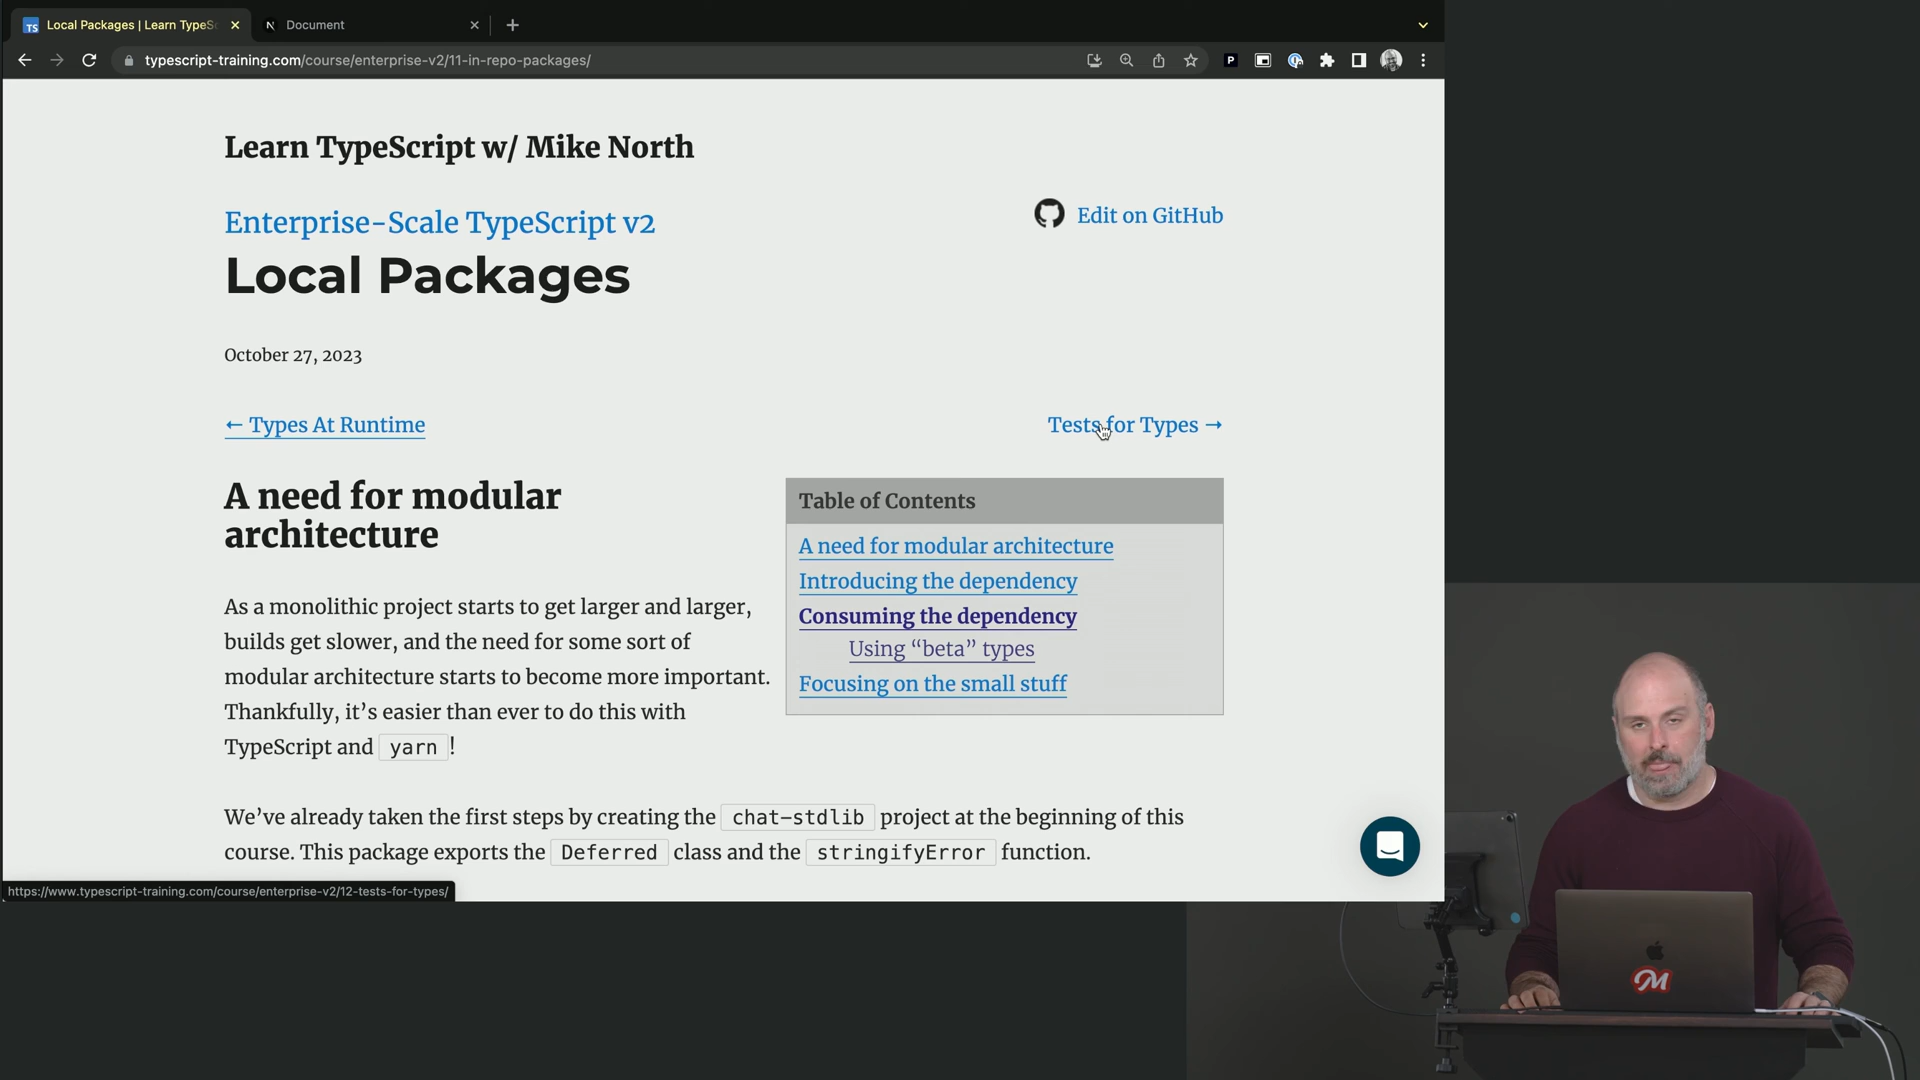 Local Packages | Learn TypeSc
Document
typescript-training.com/course/enterprise-v2/11-in-repo-packages/
Learn TypeScript w/ Mike North
Enterprise-Scale TypeScript v2
Edit on GitHub
Local Packages
October 27, 2023
← Types At Runtime
Tests for Types →
A need for modular
architecture
As a monolithic project starts to get larger and larger,
builds get slower, and the need for some sort of
modular architecture starts to become more important.
Thankfully, it’s easier than ever to do this with
TypeScript and yarn !
Table of Contents
A need for modular architecture
Introducing the dependency
Consuming the dependency
Using “beta” types
Focusing on the small stuff
We’ve already taken the first steps by creating the chat-stdlib project at the beginning of this
course. This package exports the Deferred class and the stringifyError function.
https://www.typescript-training.com/course/enterprise-v2/12-tests-for-types/
M